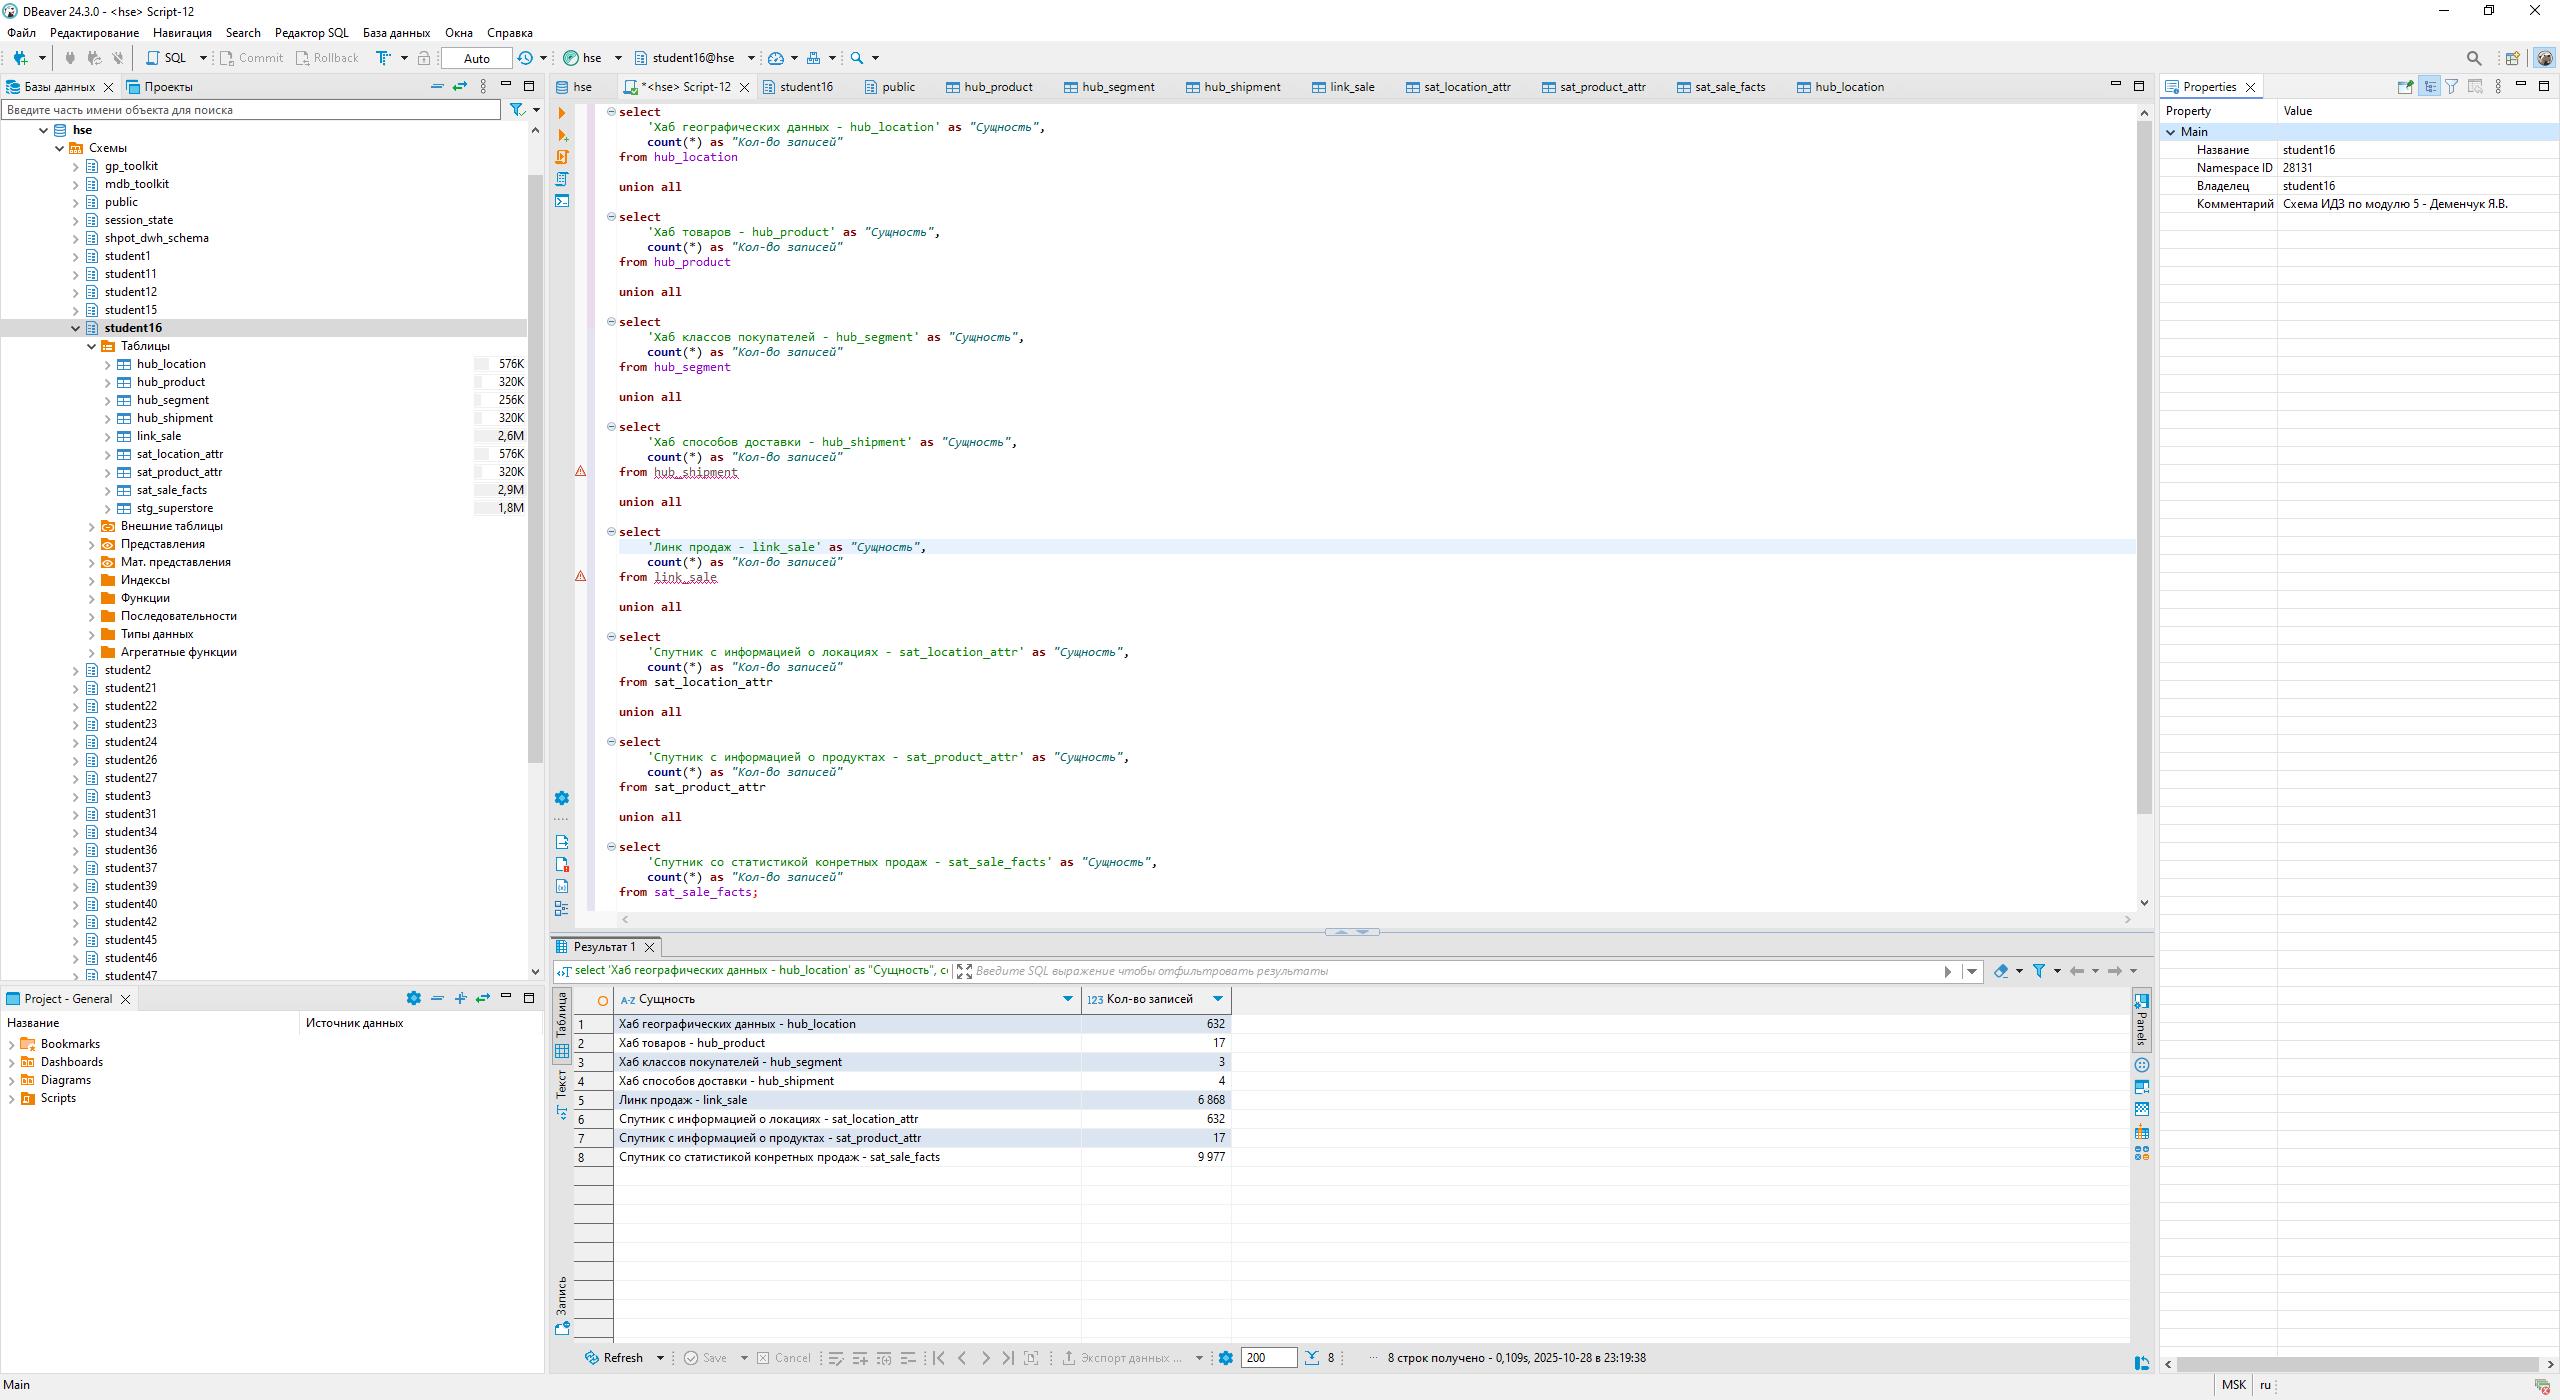 DBeaver 24.3.0 - <hse> Script-12
Файл Редактирование Навигация Search Редактор SQL База данных Окна Справка
SQL Commit Rollback Auto hse student16@hse
Базы данных Проекты
Введите часть имени объекта для поиска
hse
Схемы
gp_toolkit
mdb_toolkit
public
session_state
shpot_dwh_schema
student1
student11
student12
student15
student16
Таблицы
hub_location 576K
hub_product 320K
hub_segment 256K
hub_shipment 320K
link_sale 2,6M
sat_location_attr 576K
sat_product_attr 320K
sat_sale_facts 2,9M
stg_superstore 1,8M
Внешние таблицы
Представления
Мат. представления
Индексы
Функции
Последовательности
Типы данных
Агрегатные функции
student2
student21
student22
student23
student24
student26
student27
student3
student31
student34
student36
student37
student39
student40
student42
student45
student46
student47
Project - General
Название Источник данных
Bookmarks
Dashboards
Diagrams
Scripts
hse *<hse> Script-12 student16 public hub_product hub_segment hub_shipment link_sale sat_location_attr sat_product_attr sat_sale_facts hub_location
select
'Хаб географических данных - hub_location' as "Сущность",
count(*) as "Кол-во записей"
from hub_location
union all
select
'Хаб товаров - hub_product' as "Сущность",
count(*) as "Кол-во записей"
from hub_product
union all
select
'Хаб классов покупателей - hub_segment' as "Сущность",
count(*) as "Кол-во записей"
from hub_segment
union all
select
'Хаб способов доставки - hub_shipment' as "Сущность",
count(*) as "Кол-во записей"
from hub_shipment
union all
select
'Линк продаж - link_sale' as "Сущность",
count(*) as "Кол-во записей"
from link_sale
union all
select
'Спутник с информацией о локациях - sat_location_attr' as "Сущность",
count(*) as "Кол-во записей"
from sat_location_attr
union all
select
'Спутник с информацией о продуктах - sat_product_attr' as "Сущность",
count(*) as "Кол-во записей"
from sat_product_attr
union all
select
'Спутник со статистикой конретных продаж - sat_sale_facts' as "Сущность",
count(*) as "Кол-во записей"
from sat_sale_facts;
Результат 1
select 'Хаб географических данных - hub_location' as "Сущность", c Введите SQL выражение чтобы отфильтровать результаты
Таблица
Текст
Запись
A-Z Сущность 123 Кол-во записей
1 Хаб географических данных - hub_location 632
2 Хаб товаров - hub_product 17
3 Хаб классов покупателей - hub_segment 3
4 Хаб способов доставки - hub_shipment 4
5 Линк продаж - link_sale 6 868
6 Спутник с информацией о локациях - sat_location_attr 632
7 Спутник с информацией о продуктах - sat_product_attr 17
8 Спутник со статистикой конретных продаж - sat_sale_facts 9 977
Panels
Refresh Save Cancel Экспорт данных ... 200 8 ... 8 строк получено - 0,109s, 2025-10-28 в 23:19:38
Properties
Property Value
Main
Название student16
Namespace ID 28131
Владелец student16
Комментарий Схема ИДЗ по модулю 5 - Деменчук Я.В.
Main MSK ru